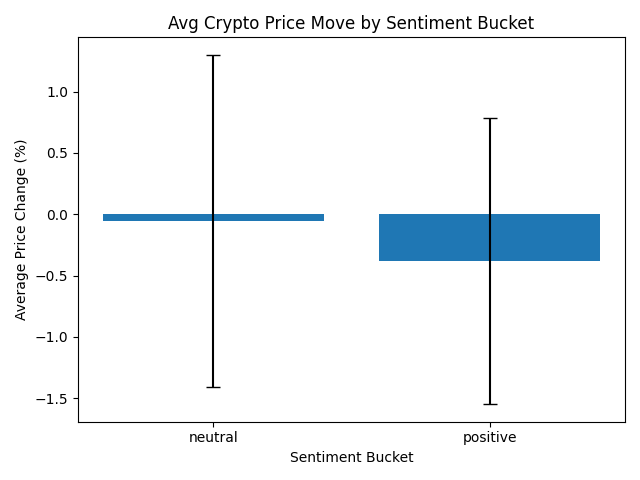 Avg Crypto Price Move by Sentiment Bucket
Average Price Change (%)
1.0
0.5
0.0
−0.5
−1.0
−1.5
neutral
positive
Sentiment Bucket